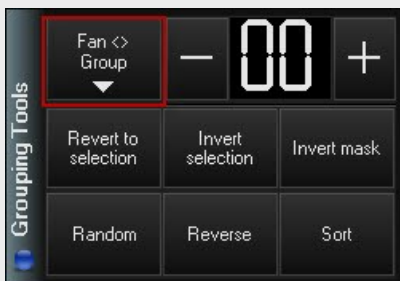 Grouping Tools
Fan <>
Group
— 00 +
Revert to
selection
Invert
selection
Invert mask
Random
Reverse
Sort